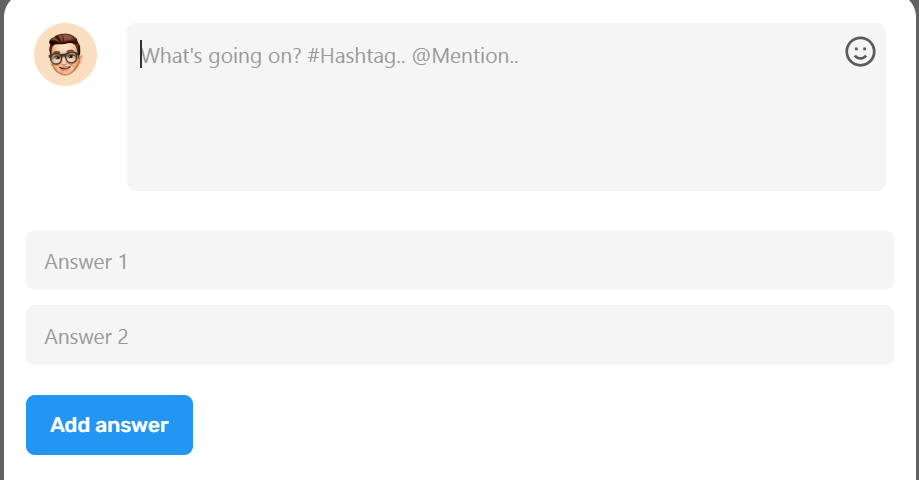 What's going on? #Hashtag.. @Mention..
Answer 1
Answer 2
Add answer